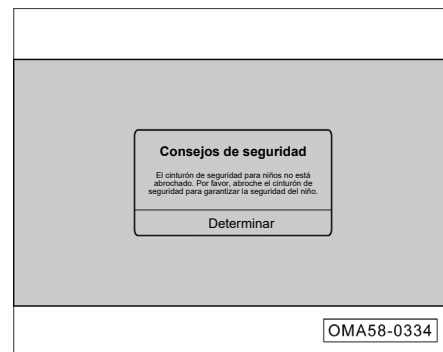 Consejos de seguridad
El cinturón de seguridad para niños no está
abrochado. Por favor, abroche el cinturón de
seguridad para garantizar la seguridad del niño.
Determinar
OMA58-0334